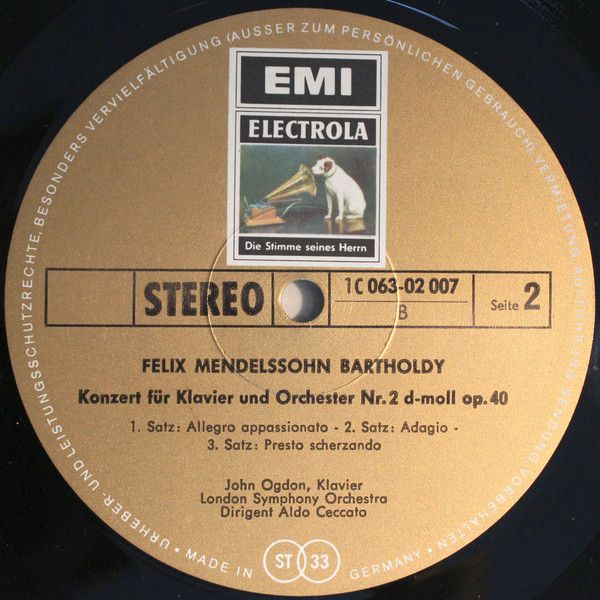 EMI
ELECTROLA
Die Stimme seines Herrn
STEREO
1C 063-02 007
B
Seite 2
FELIX MENDELSSOHN BARTHOLDY
Konzert für Klavier und Orchester Nr. 2 d-moll op. 40
1. Satz: Allegro appassionato - 2. Satz: Adagio -
3. Satz: Presto scherzando
John Ogdon, Klavier
London Symphony Orchestra
Dirigent Aldo Ceccato
• URHEBER- UND LEISTUNGSSCHUTZRECHTE, BESONDERS VERVIELFÄLTIGUNG (AUSSER ZUM PERSÖNLICHEN GEBRAUCH), VERMIETUNG, AUFFÜHRUNG, SENDUNG VORBEHALTEN •
MADE IN GERMANY •
ST 33